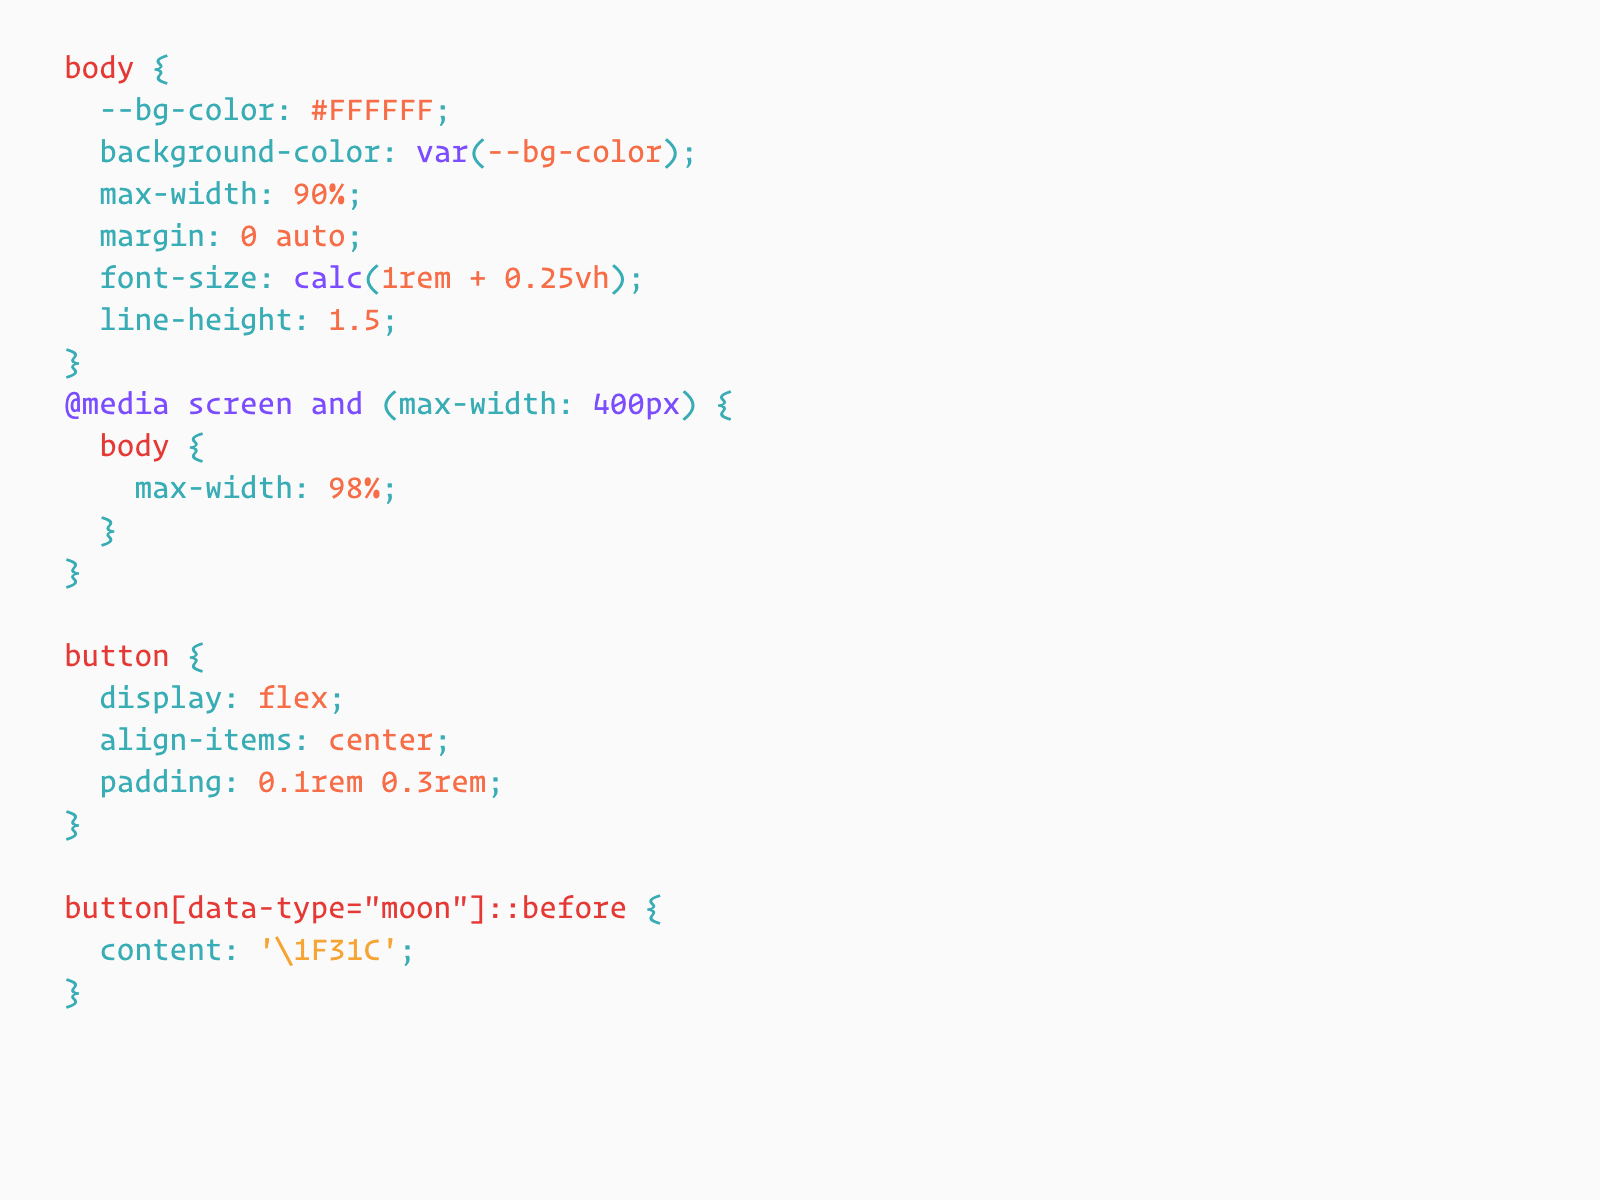 body {
  --bg-color: #FFFFFF;
  background-color: var(--bg-color);
  max-width: 90%;
  margin: 0 auto;
  font-size: calc(1rem + 0.25vh);
  line-height: 1.5;
}
@media screen and (max-width: 400px) {
  body {
    max-width: 98%;
  }
}

button {
  display: flex;
  align-items: center;
  padding: 0.1rem 0.3rem;
}

button[data-type="moon"]::before {
  content: '\1F31C';
}